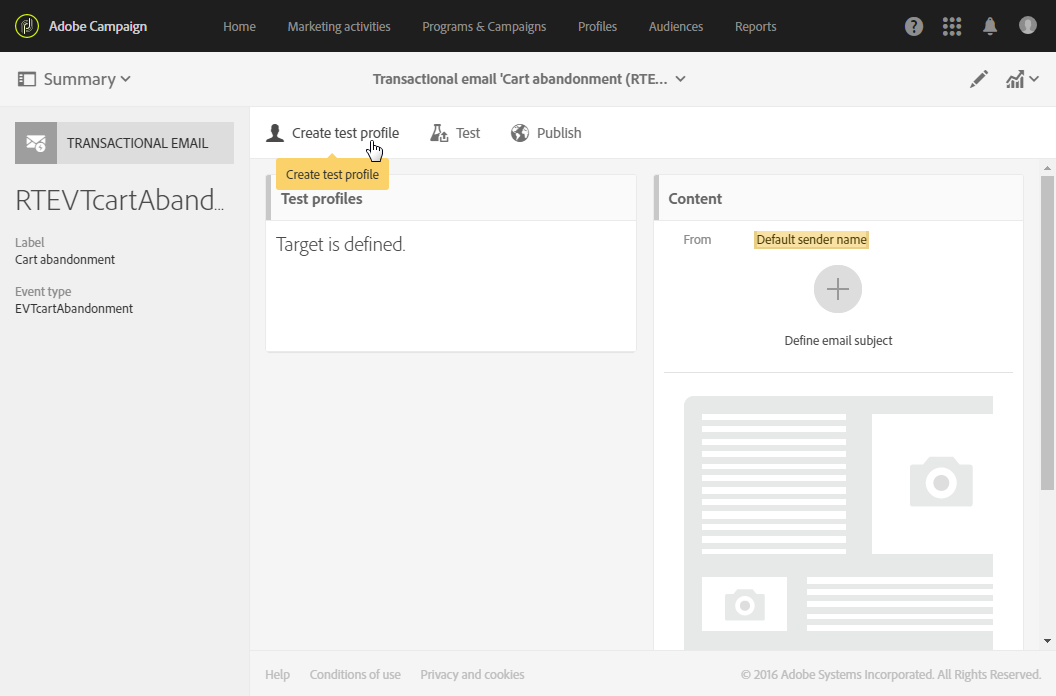 Adobe Campaign
Home
Marketing activities
Programs & Campaigns
Profiles
Audiences
Reports
?
Summary
Transactional email 'Cart abandonment (RTE...
TRANSACTIONAL EMAIL
RTEVTcartAband...
Label
Cart abandonment
Event type
EVTcartAbandonment
Create test profile
Test
Publish
Create test profile
Test profiles
Target is defined.
Content
From
Default sender name
Define email subject
Help
Conditions of use
Privacy and cookies
© 2016 Adobe Systems Incorporated. All Rights Reserved.